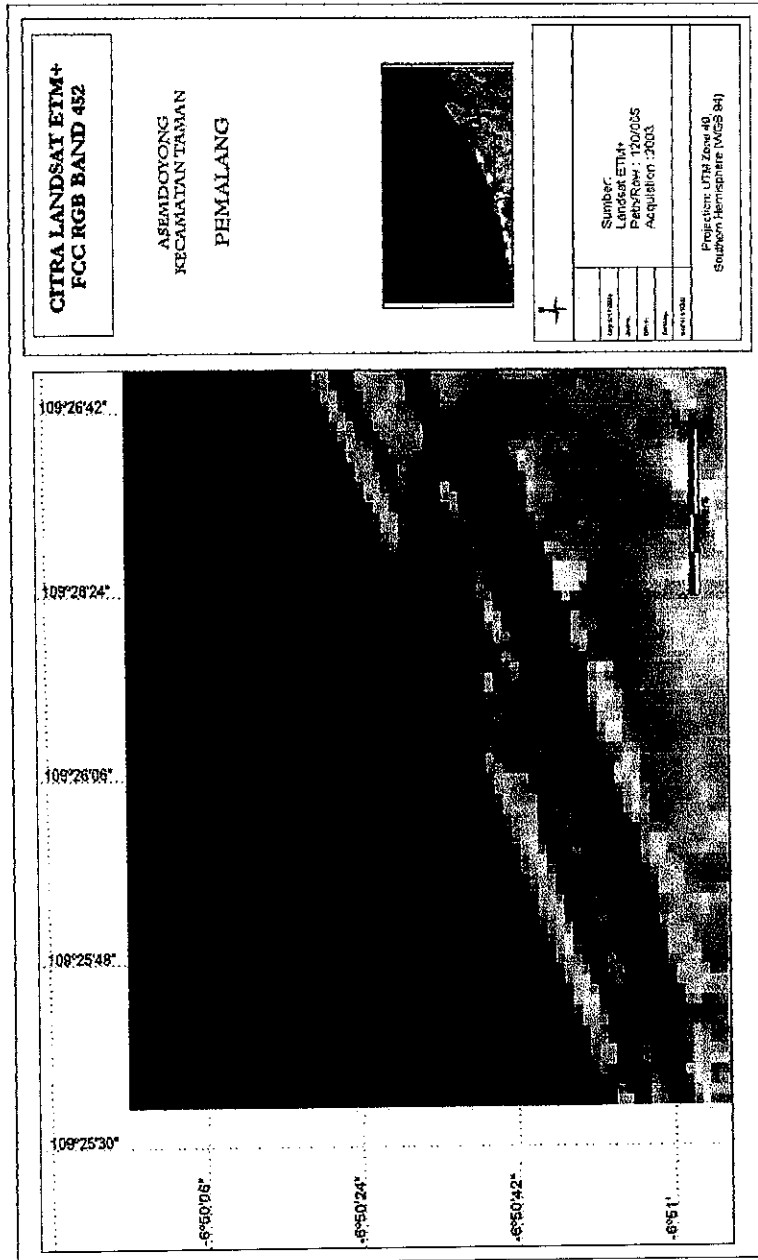 CITRA LANDSAT ETM+
FCC RGB BAND 452
ASEMDOYONG
KECAMATAN TAMAN
PEMALANG
Sumber:
Landsat ETM+
Path/Row : 120/065
Acquisition :2003
Projection: UTM Zone 49,
Southern Hemisphere (WGS 84)
109°26'42"
109°26'24"
109°26'06"
109°25'48"
109°25'30"
-6°50'06"
-6°50'24"
-6°50'42"
-6°51'